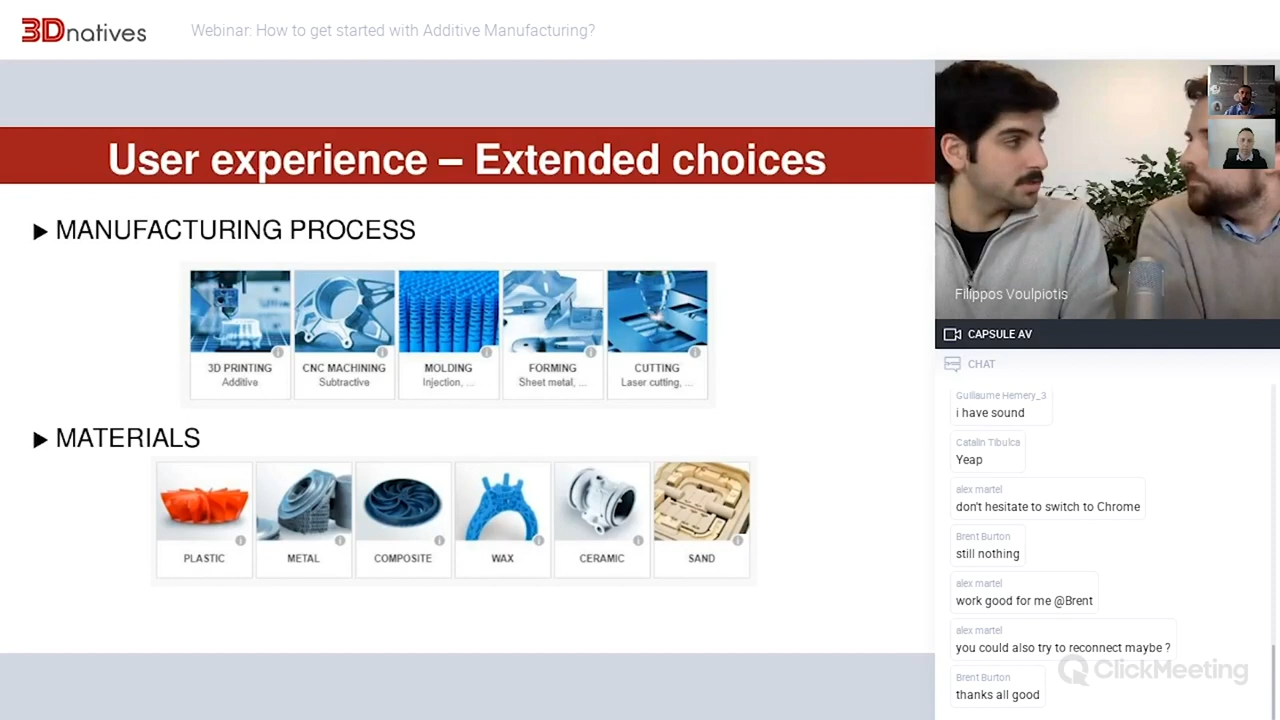 3Dnatives
Webinar: How to get started with Additive Manufacturing?
User experience – Extended choices
► MANUFACTURING PROCESS
3D PRINTING
Additive
CNC MACHINING
Subtractive
MOLDING
Injection, ...
FORMING
Sheet metal, ...
CUTTING
Laser cutting, ...
► MATERIALS
PLASTIC
METAL
COMPOSITE
WAX
CERAMIC
SAND
Filippos Voulpiotis
CAPSULE AV
CHAT
Guillaume Hemery_3
i have sound
Catalin Tibulca
Yeap
alex martel
don't hesitate to switch to Chrome
Brent Burton
still nothing
alex martel
work good for me @Brent
alex martel
you could also try to reconnect maybe ?
Brent Burton
thanks all good
ClickMeeting